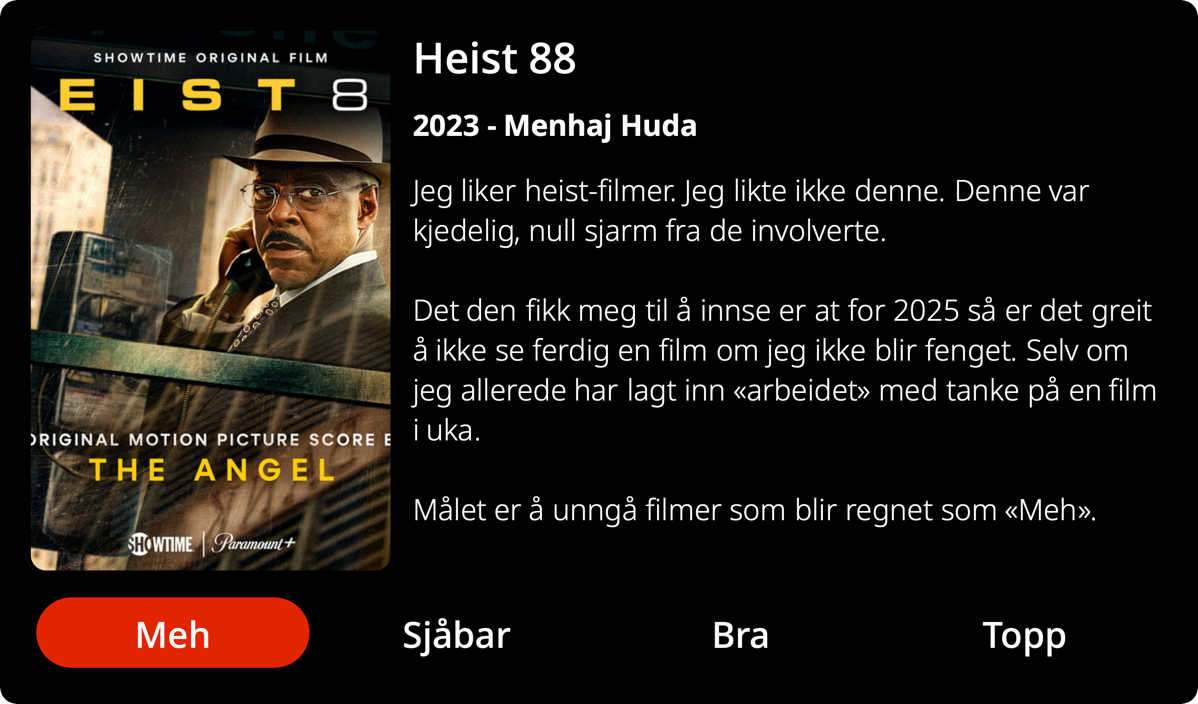 SHOWTIME ORIGINAL FILM
EIST 8
ORIGINAL MOTION PICTURE SCORE B
THE ANGEL
SHOWTIME | Paramount+
Heist 88
2023 - Menhaj Huda
Jeg liker heist-filmer. Jeg likte ikke denne. Denne var
kjedelig, null sjarm fra de involverte.
Det den fikk meg til å innse er at for 2025 så er det greit
å ikke se ferdig en film om jeg ikke blir fenget. Selv om
jeg allerede har lagt inn «arbeidet» med tanke på en film
i uka.
Målet er å unngå filmer som blir regnet som «Meh».
Meh
Sjåbar
Bra
Topp